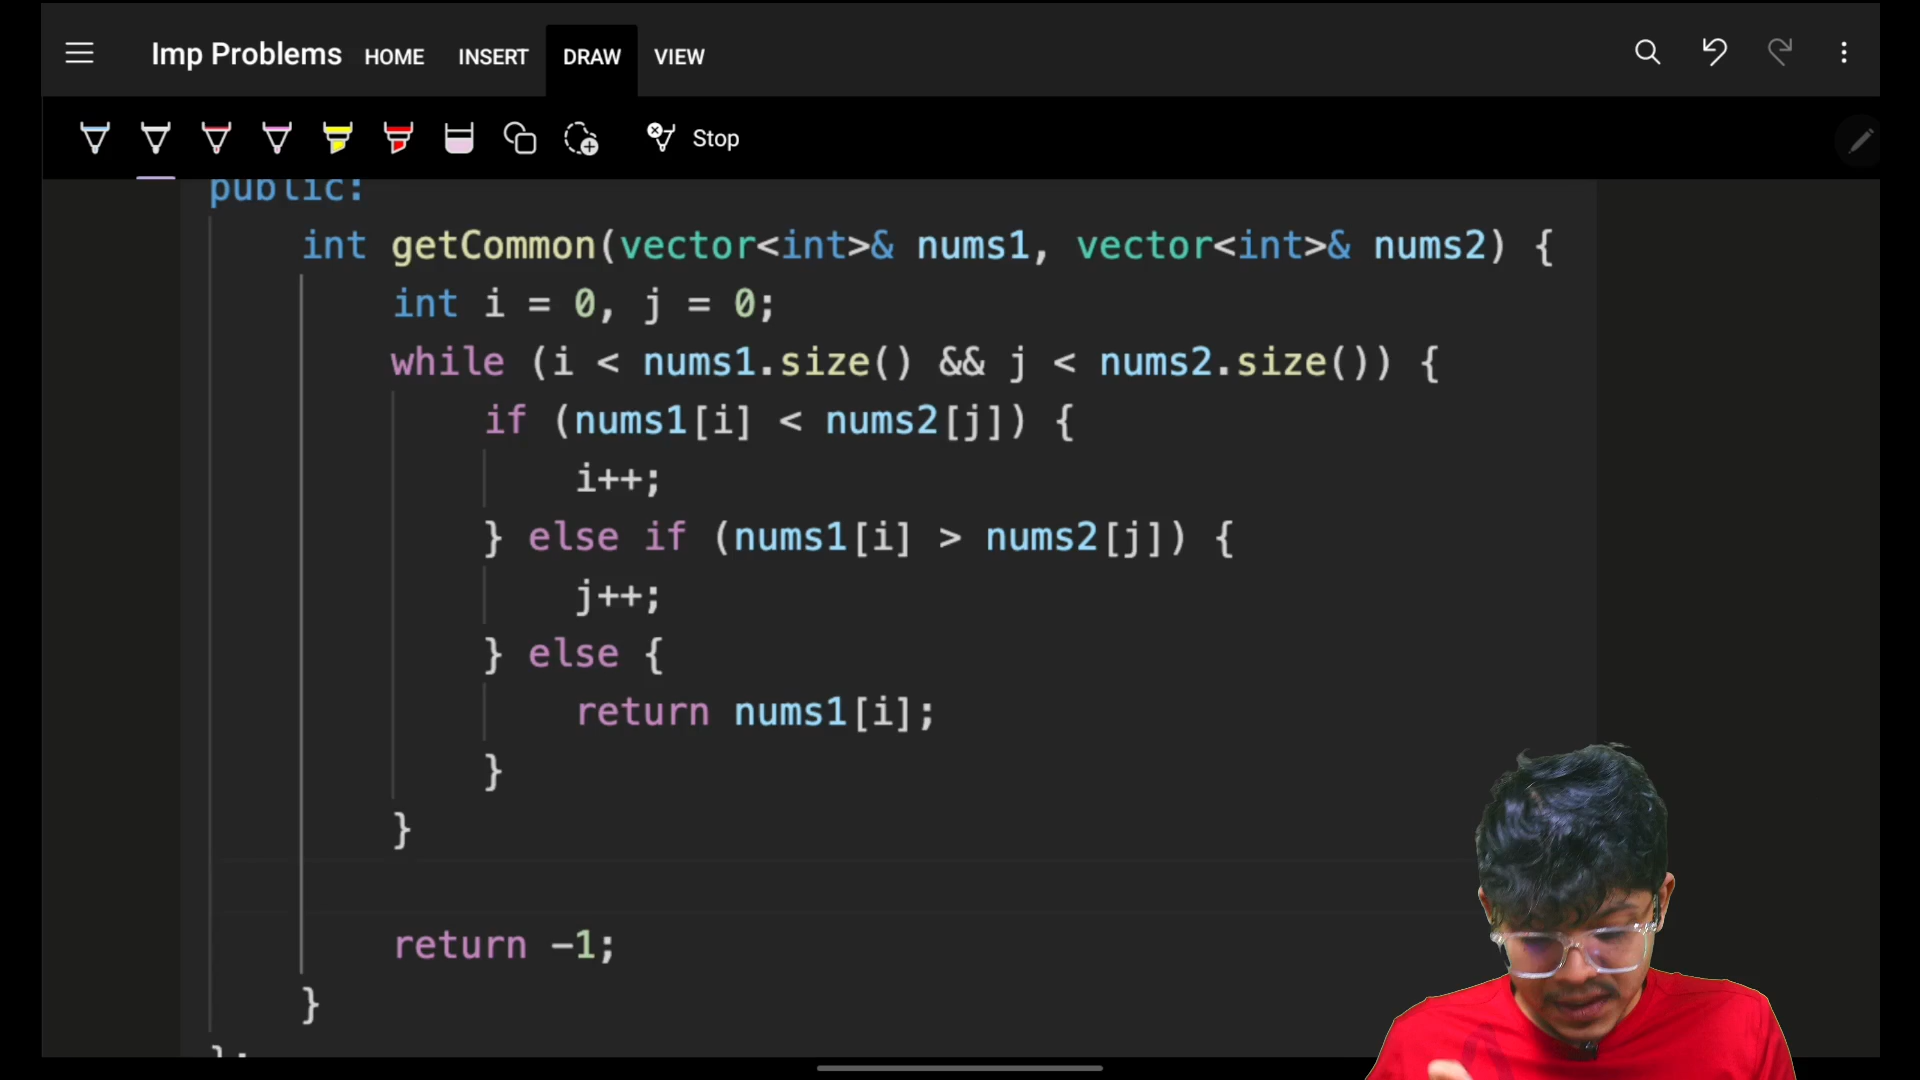 Imp Problems HOME INSERT DRAW VIEW
Stop
public:
int getCommon(vector<int>& nums1, vector<int>& nums2) {
int i = 0, j = 0;
while (i < nums1.size() && j < nums2.size()) {
if (nums1[i] < nums2[j]) {
i++;
} else if (nums1[i] > nums2[j]) {
j++;
} else {
return nums1[i];
}
}
return -1;
}
};